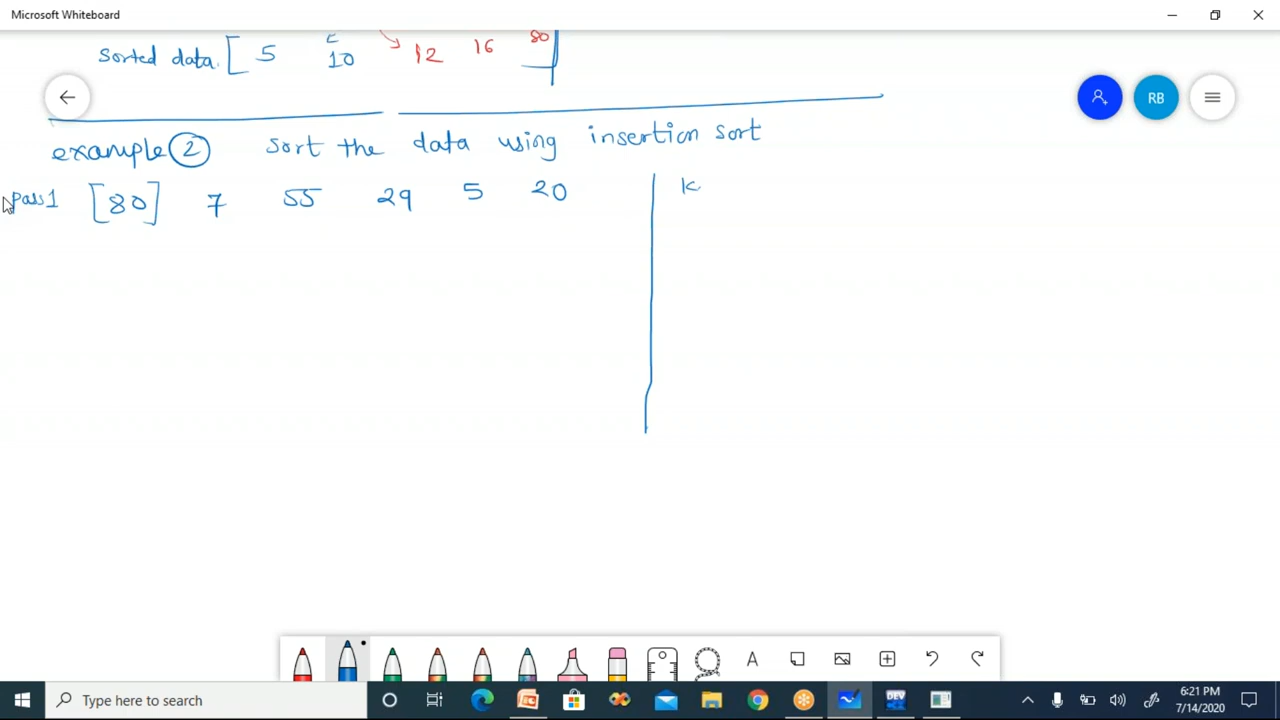 Microsoft Whiteboard
sorted data [ 5 10 12 16 80 ]
RB
example 2 sort the data using insertion sort
Pass1 [80] 7 55 29 5 20 K
A
Type here to search
6:21 PM
7/14/2020